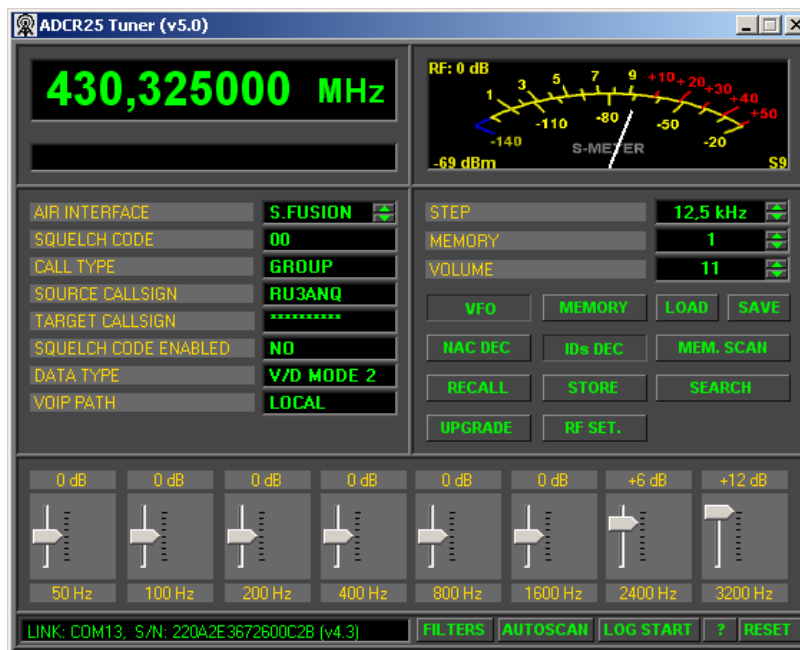 ADCR25 Tuner (v5.0)
430,325000 MHz
RF: 0 dB
1 3 5 7 9 +10 +20 +30 +40 +50
-140 -110 -80 -50 -20
S-METER
-69 dBm S9
AIR INTERFACE S.FUSION
SQUELCH CODE 00
CALL TYPE GROUP
SOURCE CALLSIGN RU3ANQ
TARGET CALLSIGN **********
SQUELCH CODE ENABLED NO
DATA TYPE V/D MODE 2
VOIP PATH LOCAL
STEP 12,5 kHz
MEMORY 1
VOLUME 11
VFO MEMORY LOAD SAVE
NAC DEC IDs DEC MEM. SCAN
RECALL STORE SEARCH
UPGRADE RF SET.
0 dB 0 dB 0 dB 0 dB 0 dB 0 dB +6 dB +12 dB
50 Hz 100 Hz 200 Hz 400 Hz 800 Hz 1600 Hz 2400 Hz 3200 Hz
LINK: COM13, S/N: 220A2E3672600C2B (v4.3) FILTERS AUTOSCAN LOG START ? RESET